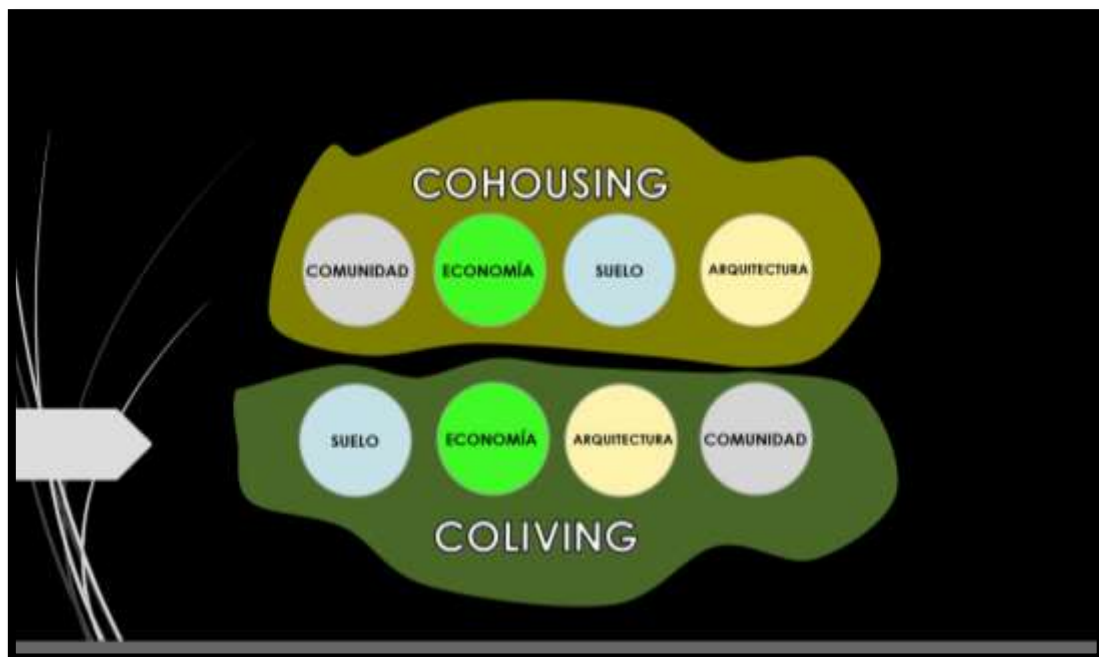 COHOUSING
COMUNIDAD ECONOMÍA SUELO ARQUITECTURA
SUELO ECONOMÍA ARQUITECTURA COMUNIDAD
COLIVING